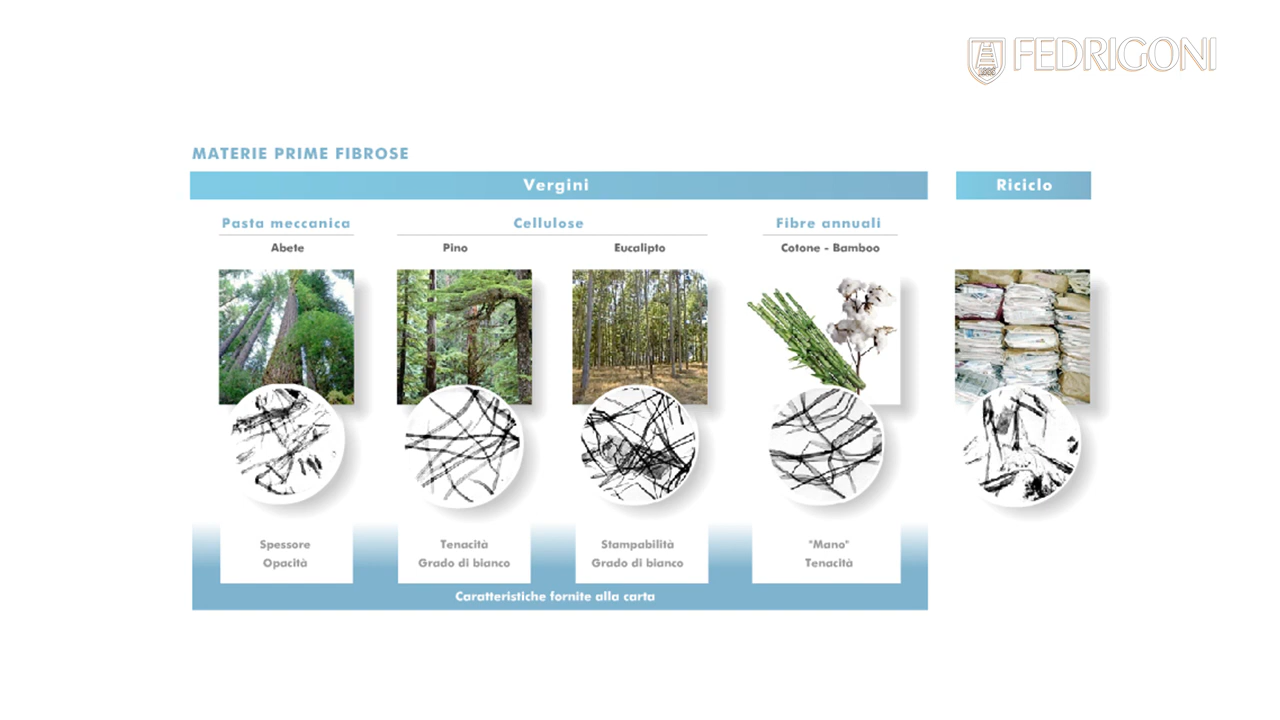 FEDRIGONI
1888
MATERIE PRIME FIBROSE
Vergini
Riciclo
Pasta meccanica
Cellulose
Fibre annuali
Abete
Pino
Eucalipto
Cotone - Bamboo
Spessore
Opacità
Tenacità
Grado di bianco
Stampabilità
Grado di bianco
"Mano"
Tenacità
Caratteristiche fornite alla carta